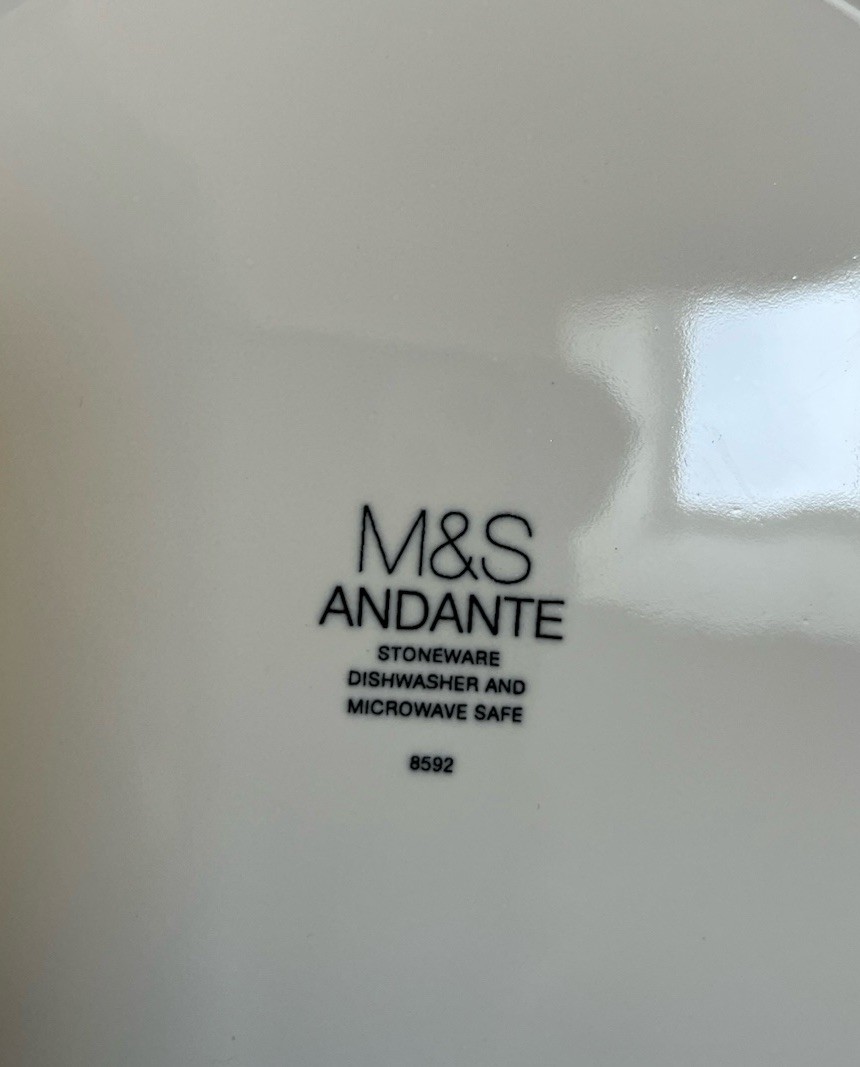 M&S
ANDANTE
STONEWARE
DISHWASHER AND
MICROWAVE SAFE
8592